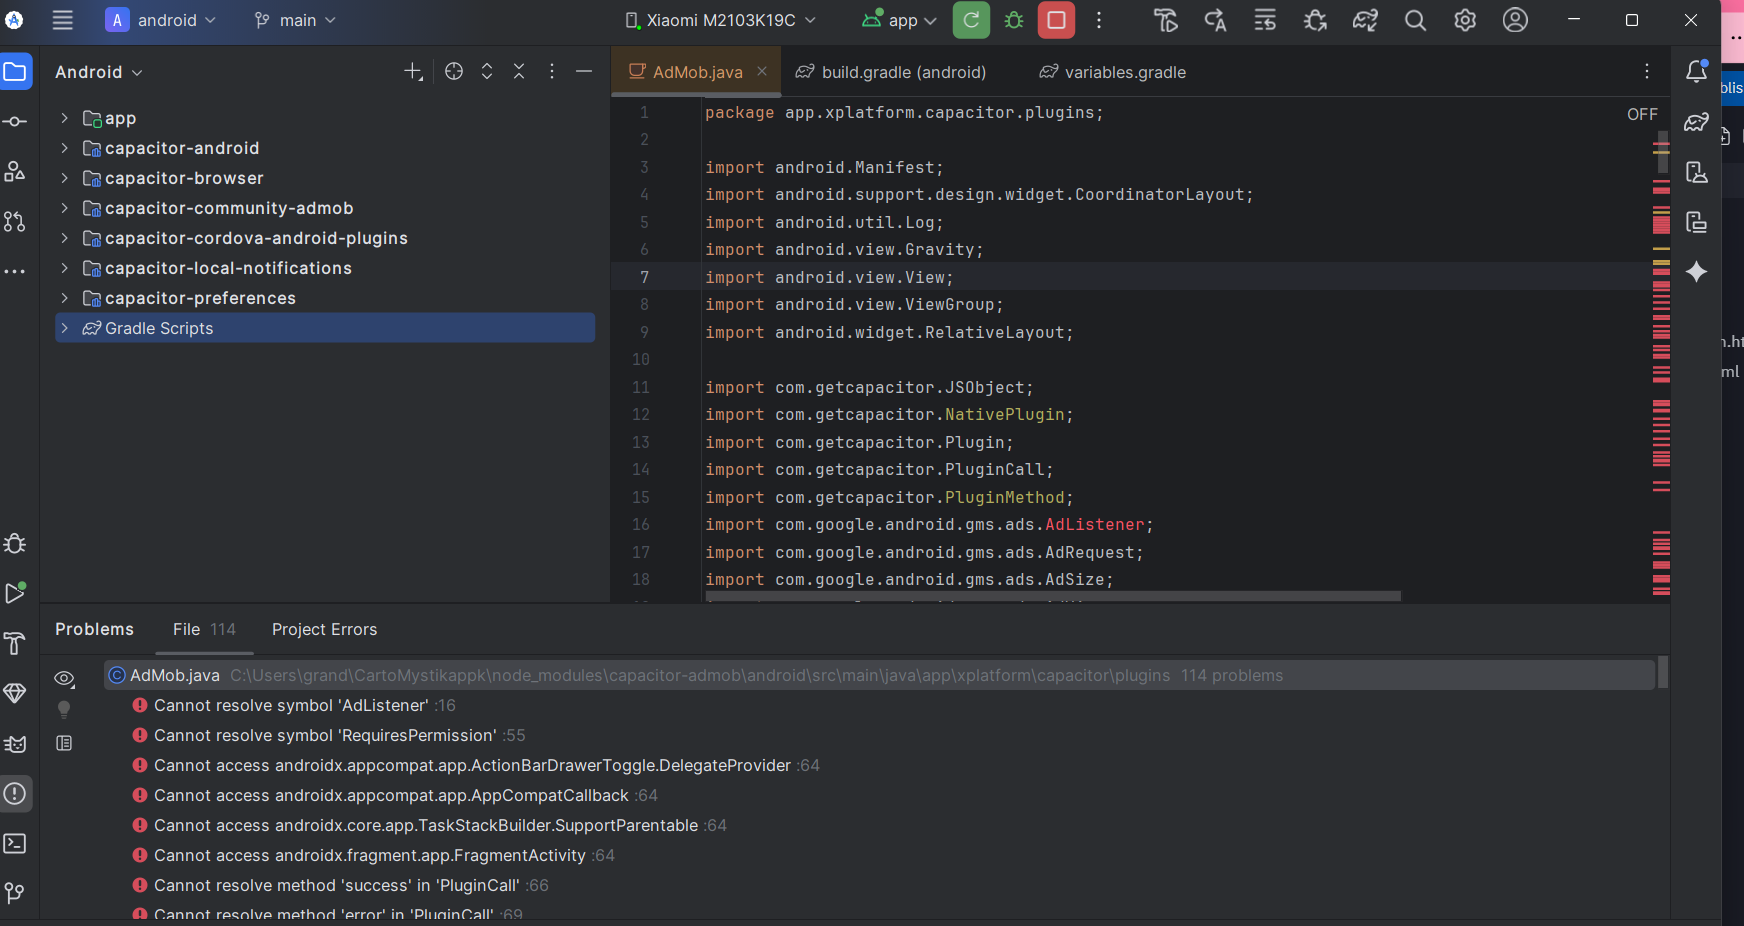 A android main Xiaomi M2103K19C app
Android
AdMob.java build.gradle (android) variables.gradle
app
capacitor-android
capacitor-browser
capacitor-community-admob
capacitor-cordova-android-plugins
capacitor-local-notifications
capacitor-preferences
Gradle Scripts
OFF
1 package app.xplatform.capacitor.plugins;
2
3 import android.Manifest;
4 import android.support.design.widget.CoordinatorLayout;
5 import android.util.Log;
6 import android.view.Gravity;
7 import android.view.View;
8 import android.view.ViewGroup;
9 import android.widget.RelativeLayout;
10
11 import com.getcapacitor.JSObject;
12 import com.getcapacitor.NativePlugin;
13 import com.getcapacitor.Plugin;
14 import com.getcapacitor.PluginCall;
15 import com.getcapacitor.PluginMethod;
16 import com.google.android.gms.ads.AdListener;
17 import com.google.android.gms.ads.AdRequest;
18 import com.google.android.gms.ads.AdSize;
blis
n.ht
ml
Problems File 114 Project Errors
AdMob.java C:\Users\grand\CartoMystikappk\node_modules\capacitor-admob\android\src\main\java\app\xplatform\capacitor\plugins 114 problems
Cannot resolve symbol 'AdListener' :16
Cannot resolve symbol 'RequiresPermission' :55
Cannot access androidx.appcompat.app.ActionBarDrawerToggle.DelegateProvider :64
Cannot access androidx.appcompat.app.AppCompatCallback :64
Cannot access androidx.core.app.TaskStackBuilder.SupportParentable :64
Cannot access androidx.fragment.app.FragmentActivity :64
Cannot resolve method 'success' in 'PluginCall' :66
Cannot resolve method 'error' in 'PluginCall' :69